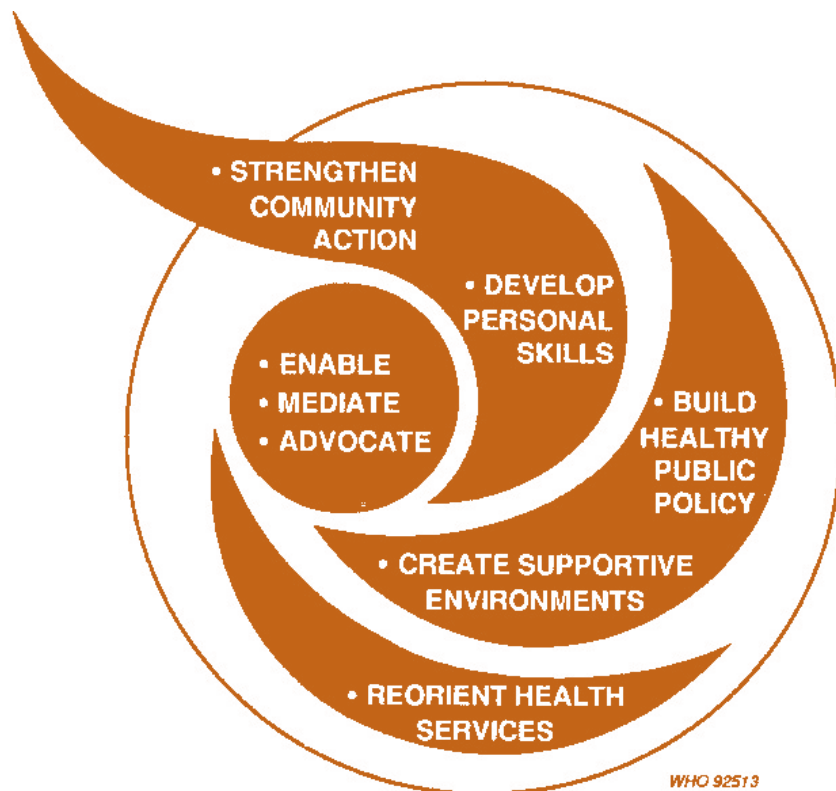 • STRENGTHEN
COMMUNITY
ACTION
• DEVELOP
PERSONAL
SKILLS
• ENABLE
• MEDIATE
• ADVOCATE
• BUILD
HEALTHY
PUBLIC
POLICY
• CREATE SUPPORTIVE
ENVIRONMENTS
• REORIENT HEALTH
SERVICES
WHO 92513